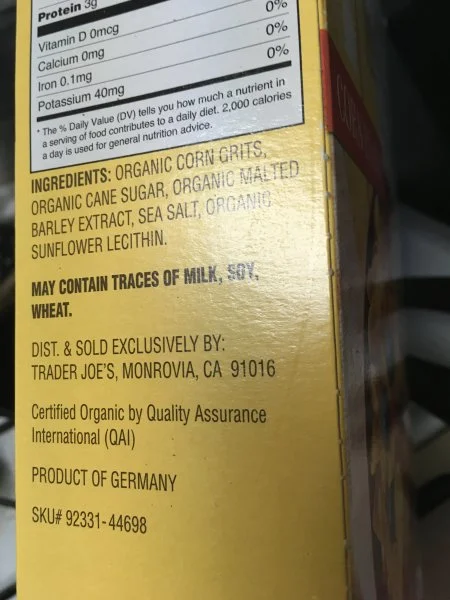 Protein 3g
0%
Vitamin D 0mcg
0%
Calcium 0mg
0%
Iron 0.1mg
Potassium 40mg
* The % Daily Value (DV) tells you how much a nutrient in
a serving of food contributes to a daily diet. 2,000 calories
a day is used for general nutrition advice.
INGREDIENTS: ORGANIC CORN GRITS,
ORGANIC CANE SUGAR, ORGANIC MALTED
BARLEY EXTRACT, SEA SALT, ORGANIC
SUNFLOWER LECITHIN.
MAY CONTAIN TRACES OF MILK, SOY,
WHEAT.
DIST. & SOLD EXCLUSIVELY BY:
TRADER JOE'S, MONROVIA, CA 91016
Certified Organic by Quality Assurance
International (QAI)
PRODUCT OF GERMANY
SKU# 92331-44698